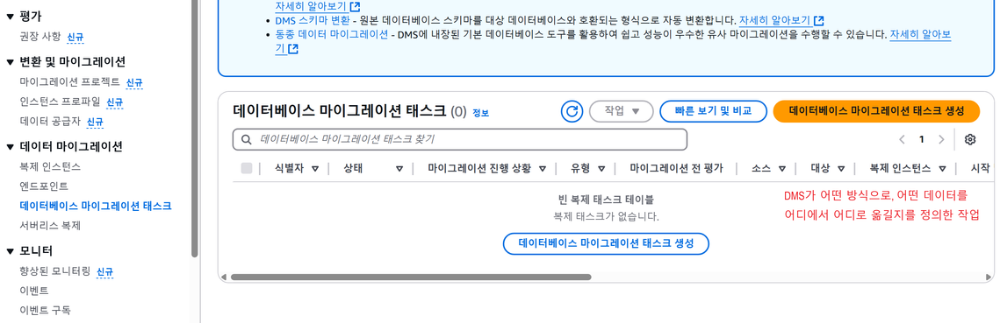 평가
권장 사항 신규
변환 및 마이그레이션
마이그레이션 프로젝트 신규
인스턴스 프로파일 신규
데이터 공급자 신규
데이터 마이그레이션
복제 인스턴스
엔드포인트
데이터베이스 마이그레이션 태스크
서버리스 복제
모니터
향상된 모니터링 신규
이벤트
이벤트 구독
자세히 알아보기
DMS 스키마 변환 - 원본 데이터베이스 스키마를 대상 데이터베이스와 호환되는 형식으로 자동 변환합니다. 자세히 알아보기
동종 데이터 마이그레이션 - DMS에 내장된 기본 데이터베이스 도구를 활용하여 쉽고 성능이 우수한 유사 마이그레이션을 수행할 수 있습니다. 자세히 알아보
기
데이터베이스 마이그레이션 태스크 (0) 정보
작업
빠른 보기 및 비교
데이터베이스 마이그레이션 태스크 생성
데이터베이스 마이그레이션 태스크 찾기
1
식별자 상태 마이그레이션 진행 상황 유형 마이그레이션 전 평가 소스 대상 복제 인스턴스 시작
빈 복제 태스크 테이블
복제 태스크가 없습니다.
데이터베이스 마이그레이션 태스크 생성
DMS가 어떤 방식으로, 어떤 데이터를
어디에서 어디로 옮길지를 정의한 작업